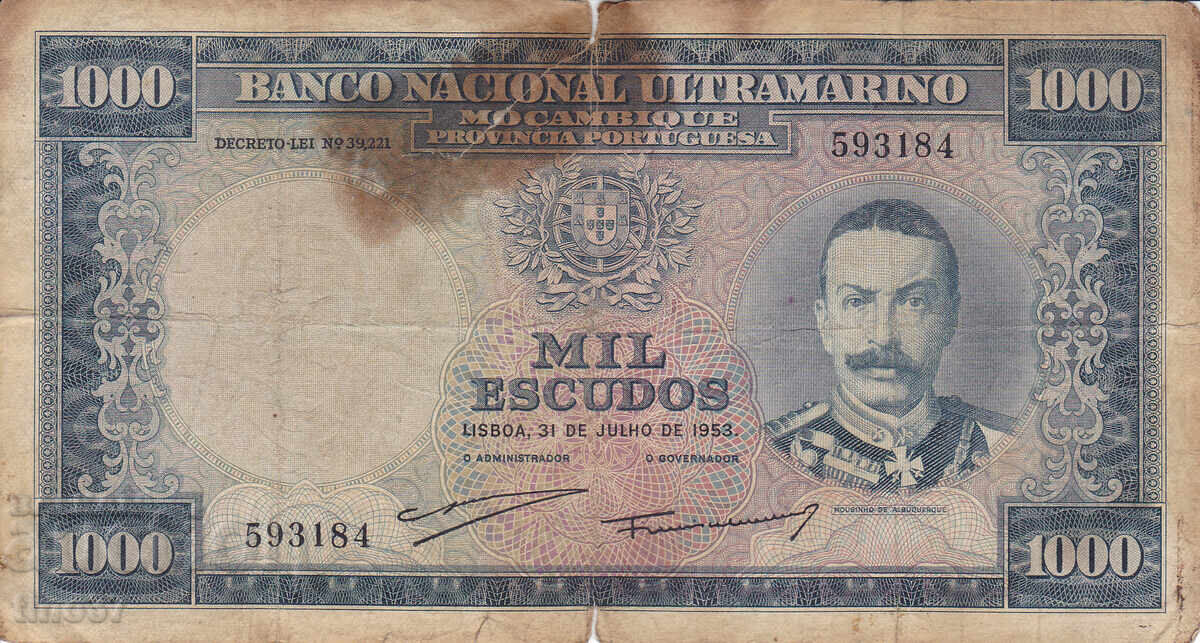 1000 BANCO NACIONAL ULTRAMARINO 1000
MOÇAMBIQUE
PROVÍNCIA PORTUGUESA
DECRETO-LEI Nº 39,221
593184
MIL
ESCUDOS
LISBOA, 31 DE JULHO DE 1953
O ADMINISTRADOR O GOVERNADOR
MOUSINHO DE ALBUQUERQUE
593184
1000 1000